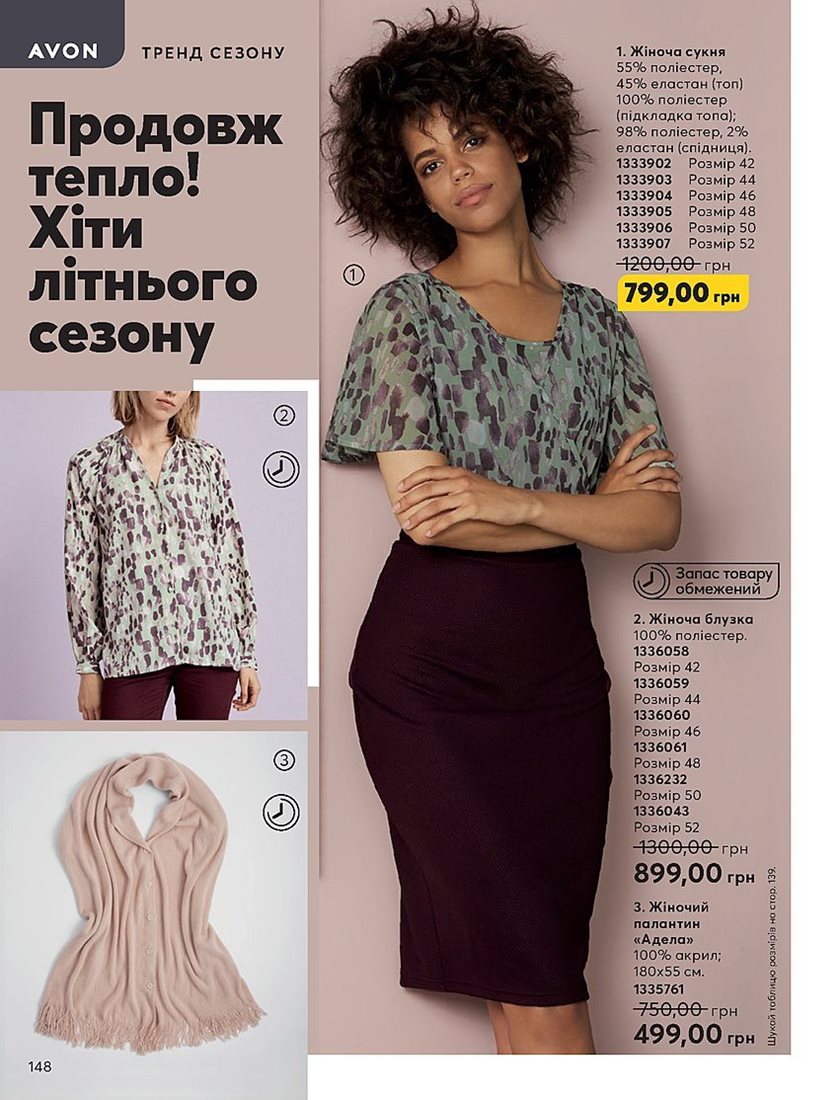 AVON
ТРЕНД СЕЗОНУ
Продовж
тепло!
Хіти
літнього
сезону
1
1. Жіноча сукня
55% поліестер,
45% еластан (топ)
100% поліестер
(підкладка топа);
98% поліестер, 2%
еластан (спідниця).
1333902 Розмір 42
1333903 Розмір 44
1333904 Розмір 46
1333905 Розмір 48
1333906 Розмір 50
1333907 Розмір 52
1200,00 грн
799,00 грн
2
Запас товару
обмежений
2. Жіноча блузка
100% поліестер.
1336058
Розмір 42
1336059
Розмір 44
1336060
Розмір 46
1336061
Розмір 48
1336232
Розмір 50
1336043
Розмір 52
1300,00 грн
899,00 грн
3
3. Жіночий
палантин
«Адела»
100% акрил;
180х55 см.
1335761
750,00 грн
499,00 грн
Шукай таблицю розмірів на стор. 139.
148